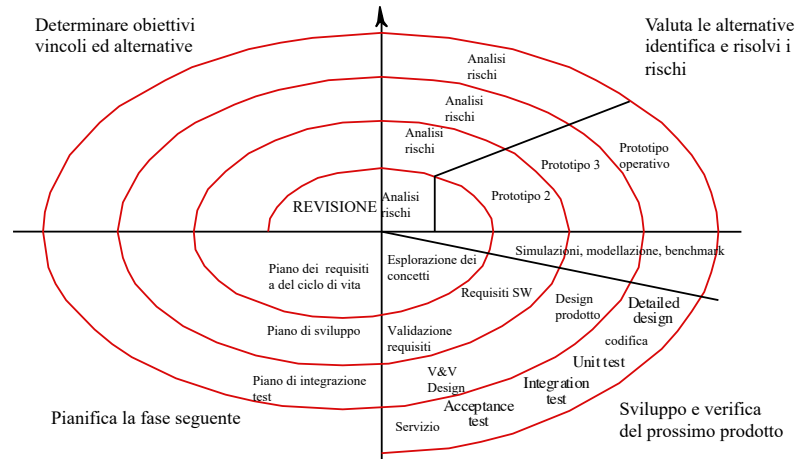 Determinare obiettivi
vincoli ed alternative
Valuta le alternative
identifica e risolvi i
rischi
Analisi
rischi
Analisi
rischi
Analisi
rischi
Prototipo
operativo
Prototipo 3
Prototipo 2
REVISIONE
Analisi
rischi
Simulazioni, modellazione, benchmark
Esplorazione dei
concetti
Piano dei requisiti
a del ciclo di vita
Requisiti SW
Design
prodotto
Detailed
design
Piano di sviluppo
Validazione
requisiti
codifica
Unit test
Piano di integrazione
test
V&V
Design
Integration
test
Acceptance
test
Servizio
Pianifica la fase seguente
Sviluppo e verifica
del prossimo prodotto